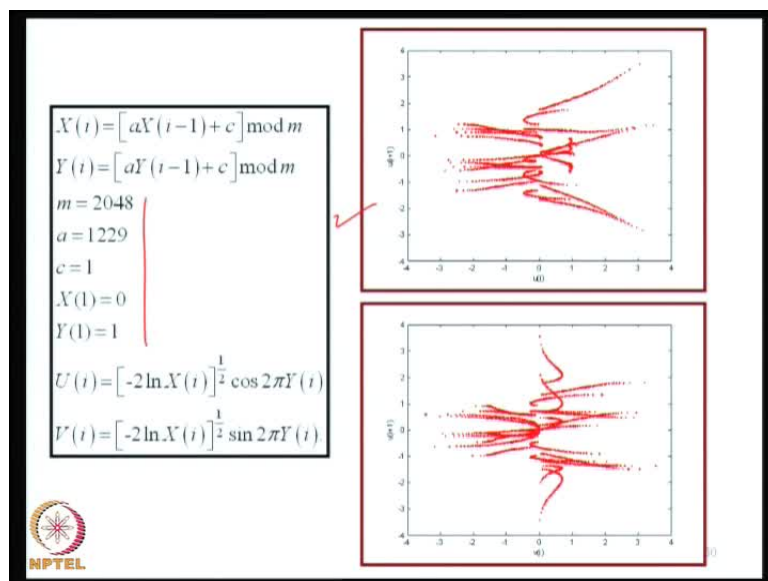 X(i)=[aY(i-1)+c] mod m
Y(i)=[aY(i-1)+c] mod m
m = 2048
a = 1229
c = 1
X(1) = 0
Y(1) = 1
U(i)=[-2 ln X(i)]^{1/2} cos 2πY(i)
V(i)=[-2 ln X(i)]^{1/2} sin 2πY(i)
4
3
2
1
0
-1
-2
-3
-4
-4 -3 -2 -1 0 1 2 3 4
4
3
2
1
0
-1
-2
-3
-4
-4 -3 -2 -1 0 1 2 3 4
NPTEL